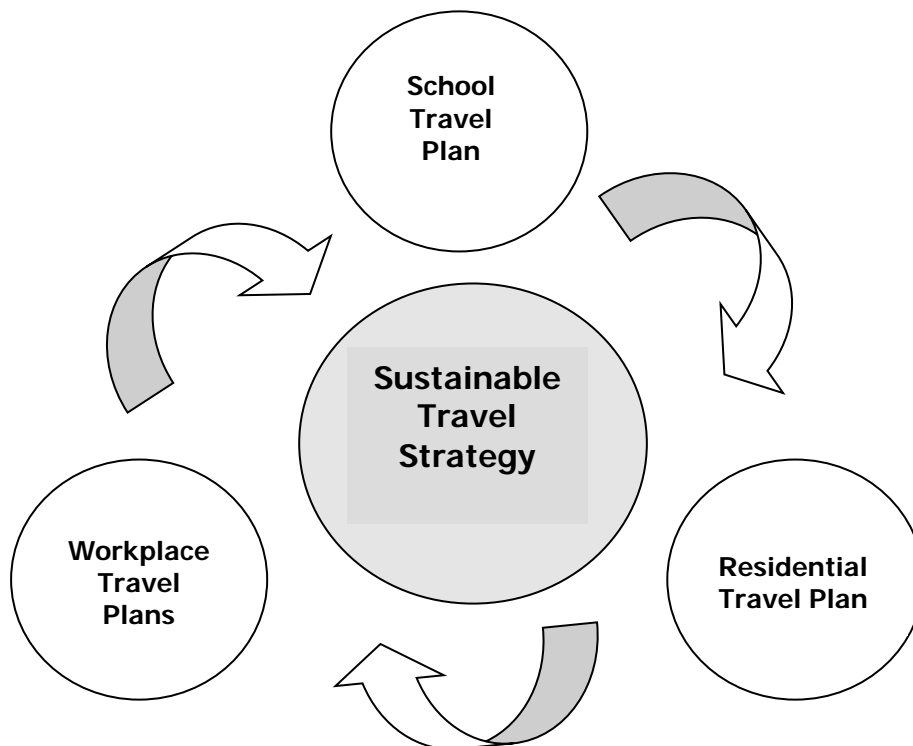 School
Travel
Plan
Sustainable
Travel
Strategy
Workplace
Travel
Plans
Residential
Travel Plan